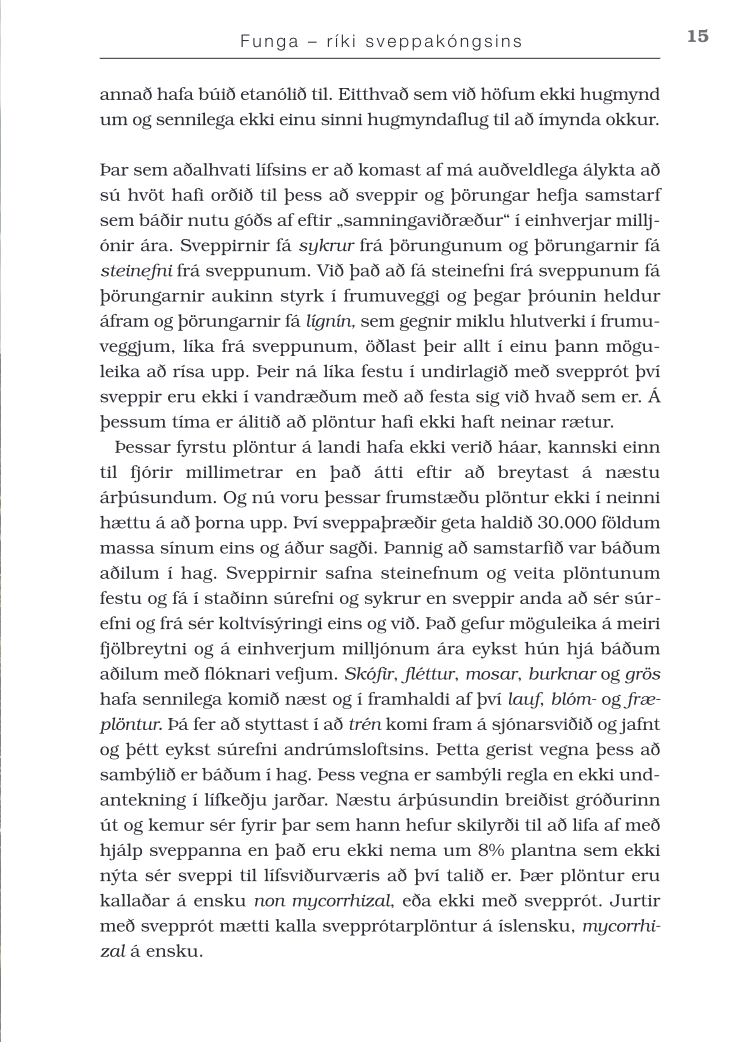 Funga – ríki sveppakóngsins
15
annað hafa búið etanólið til. Eitthvað sem við höfum ekki hugmynd
um og sennilega ekki einu sinni hugmyndaflug til að ímynda okkur.
Þar sem aðalhvati lífsins er að komast af má auðveldlega álykta að
sú hvöt hafi orðið til þess að sveppir og þörungar hefja samstarf
sem báðir nutu góðs af eftir „samningaviðræður“ í einhverjar millj-
ónir ára. Sveppirnir fá sykrur frá þörungunum og þörungarnir fá
steinefni frá sveppunum. Við það að fá steinefni frá sveppunum fá
þörungarnir aukinn styrk í frumuveggi og þegar þróunin heldur
áfram og þörungarnir fá lígnín, sem gegnir miklu hlutverki í frumu-
veggjum, líka frá sveppunum, öðlast þeir allt í einu þann mögu-
leika að rísa upp. Þeir ná líka festu í undirlagið með svepprót því
sveppir eru ekki í vandræðum með að festa sig við hvað sem er. Á
þessum tíma er álitið að plöntur hafi ekki haft neinar rætur.
Þessar fyrstu plöntur á landi hafa ekki verið háar, kannski einn
til fjórir millimetrar en það átti eftir að breytast á næstu
árþúsundum. Og nú voru þessar frumstæðu plöntur ekki í neinni
hættu á að þorna upp. Því sveppaþræðir geta haldið 30.000 földum
massa sínum eins og áður sagði. Þannig að samstarfið var báðum
aðilum í hag. Sveppirnir safna steinefnum og veita plöntunum
festu og fá í staðinn súrefni og sykrur en sveppir anda að sér súr-
efni og frá sér koltvísýringi eins og við. Það gefur möguleika á meiri
fjölbreytni og á einhverjum milljónum ára eykst hún hjá báðum
aðilum með flóknari vefjum. Skófir, fléttur, mosar, burknar og grös
hafa sennilega komið næst og í framhaldi af því lauf, blóm- og fræ-
plöntur. Þá fer að styttast í að trén komi fram á sjónarsviðið og jafnt
og þétt eykst súrefni andrúmsloftsins. Þetta gerist vegna þess að
sambýlið er báðum í hag. Þess vegna er sambýli regla en ekki und-
antekning í lífkeðju jarðar. Næstu árþúsundin breiðist gróðurinn
út og kemur sér fyrir þar sem hann hefur skilyrði til að lifa af með
hjálp sveppanna en það eru ekki nema um 8% plantna sem ekki
nýta sér sveppi til lífsviðurværis að því talið er. Þær plöntur eru
kallaðar á ensku non mycorrhizal, eða ekki með svepprót. Jurtir
með svepprót mætti kalla svepprótarplöntur á íslensku, mycorrhi-
zal á ensku.